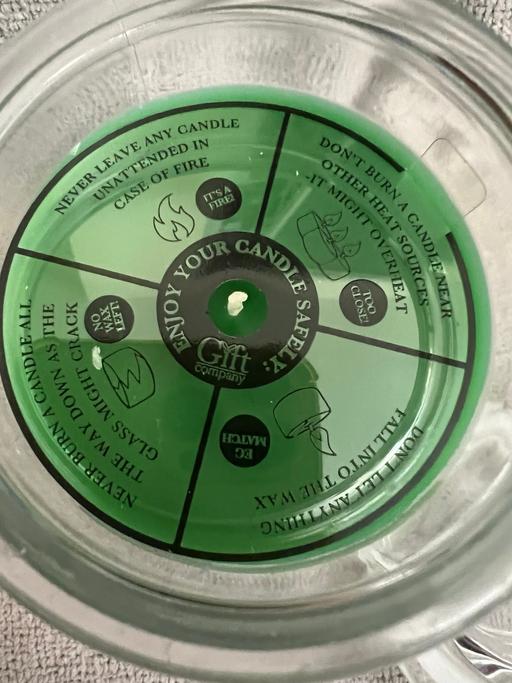 ENJOY YOUR CANDLE SAFELY:
Gift
company
NEVER LEAVE ANY CANDLE
UNATTENDED IN
CASE OF FIRE
IT'S A
FIRE!
DON'T BURN A CANDLE NEAR
OTHER HEAT SOURCES
-IT MIGHT OVERHEAT
TOO
CLOSE!
DON'T LET ANYTHING
FALL INTO THE WAX
EG
MATCH
NEVER BURN A CANDLE ALL
THE WAY DOWN AS THE
GLASS MIGHT CRACK
NO
WAX
LEFT!